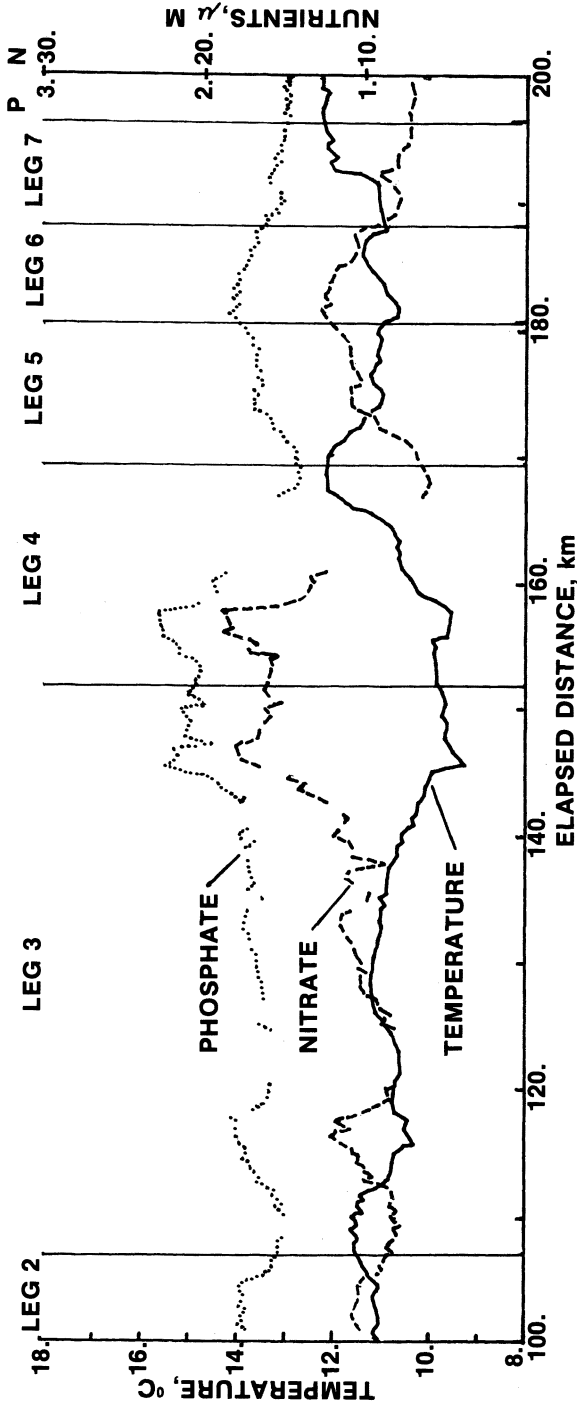 LEG 2
LEG 3
LEG 4
LEG 5
LEG 6
LEG 7
P N
3. 30.
2. 20.
1. 10.
NUTRIENTS, μ M
18.
16.
14.
12.
10.
8.
TEMPERATURE, °C
PHOSPHATE
NITRATE
TEMPERATURE
100.
120.
140.
160.
180.
200.
ELAPSED DISTANCE, km